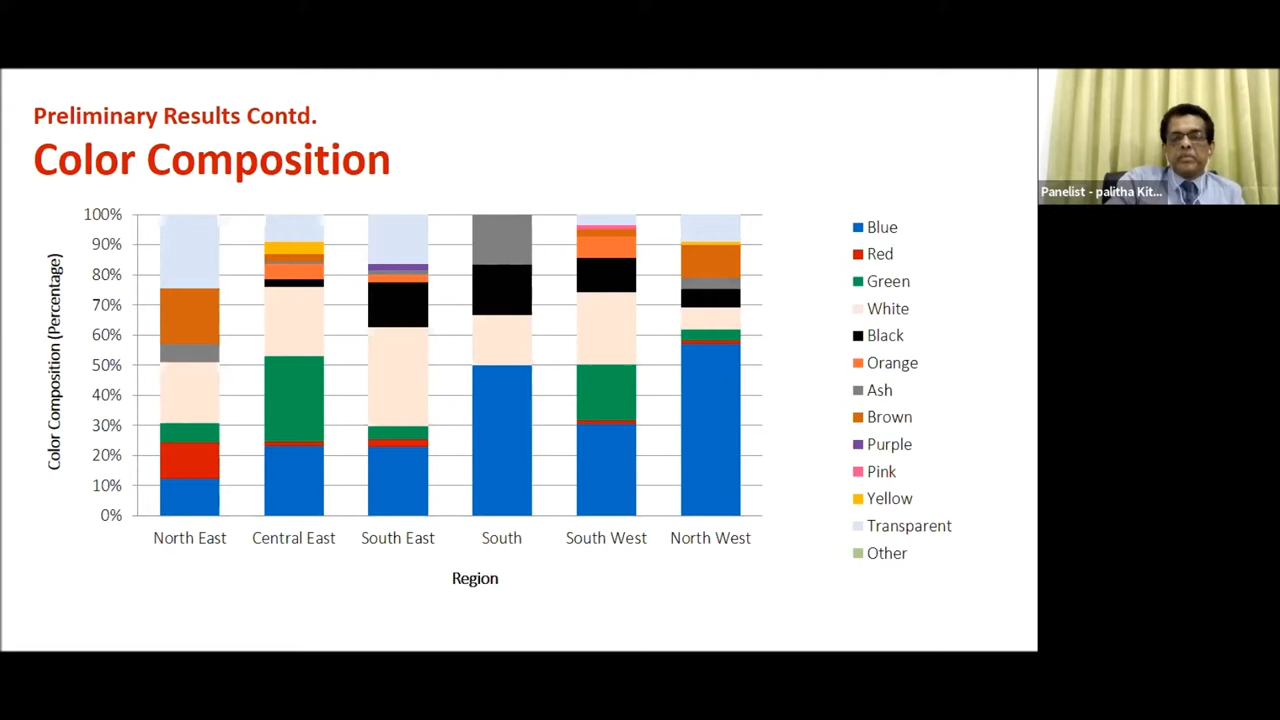 Preliminary Results Contd.
Color Composition
Panelist - palitha Kit...
Color Composition (Percentage)
100%
90%
80%
70%
60%
50%
40%
30%
20%
10%
0%
North East
Central East
South East
South
South West
North West
Region
Blue
Red
Green
White
Black
Orange
Ash
Brown
Purple
Pink
Yellow
Transparent
Other